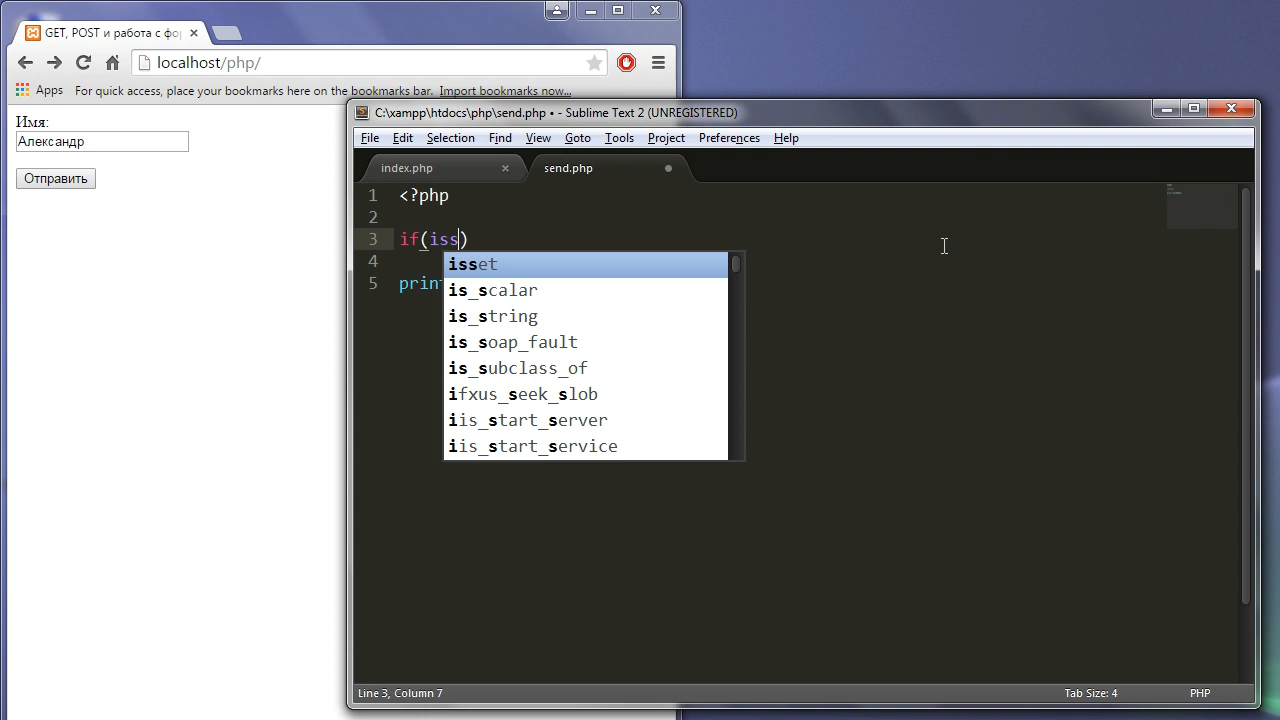 GET, POST и работа с фор
localhost/php/
Apps For quick access, place your bookmarks here on the bookmarks bar. Import bookmarks now...
Имя:
Александр
Отправить
C:\xampp\htdocs\php\send.php • - Sublime Text 2 (UNREGISTERED)
File Edit Selection Find View Goto Tools Project Preferences Help
index.php send.php
1 <?php
2
3 if(iss)
4
5 prin
isset
is_scalar
is_string
is_soap_fault
is_subclass_of
ifxus_seek_slob
iis_start_server
iis_start_service
Line 3, Column 7 Tab Size: 4 PHP